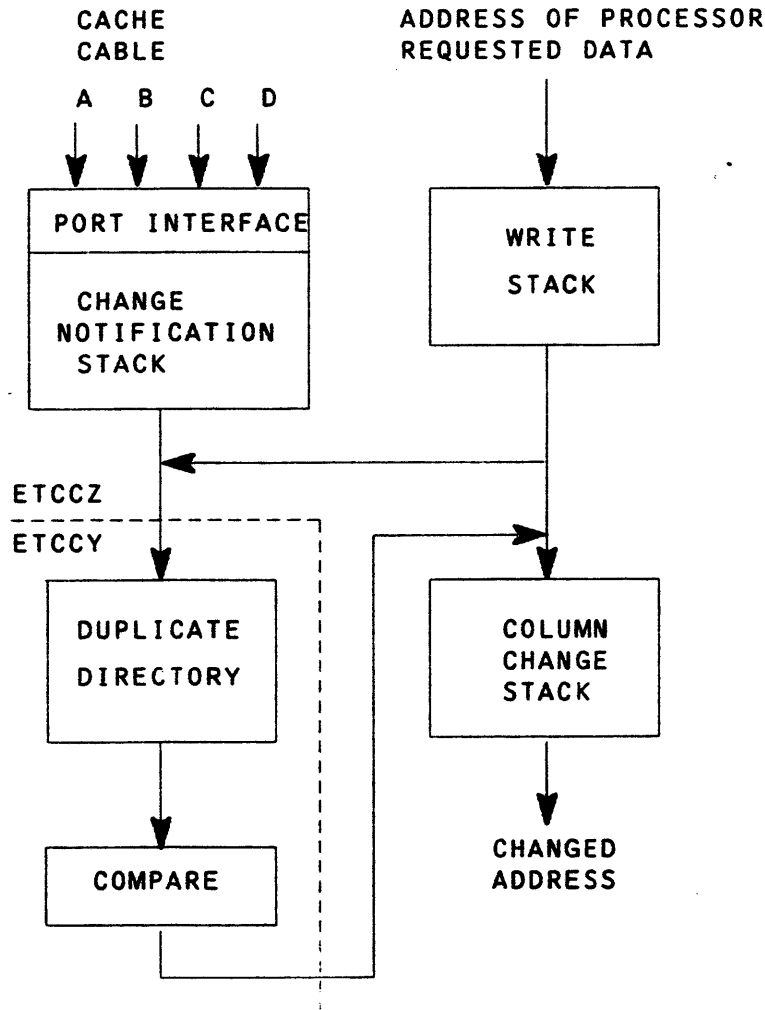 CACHE
CABLE
A B C D
ADDRESS OF PROCESSOR
REQUESTED DATA
PORT INTERFACE
CHANGE
NOTIFICATION
STACK
WRITE
STACK
ETCCZ
ETCCY
DUPLICATE
DIRECTORY
COLUMN
CHANGE
STACK
COMPARE
CHANGED
ADDRESS